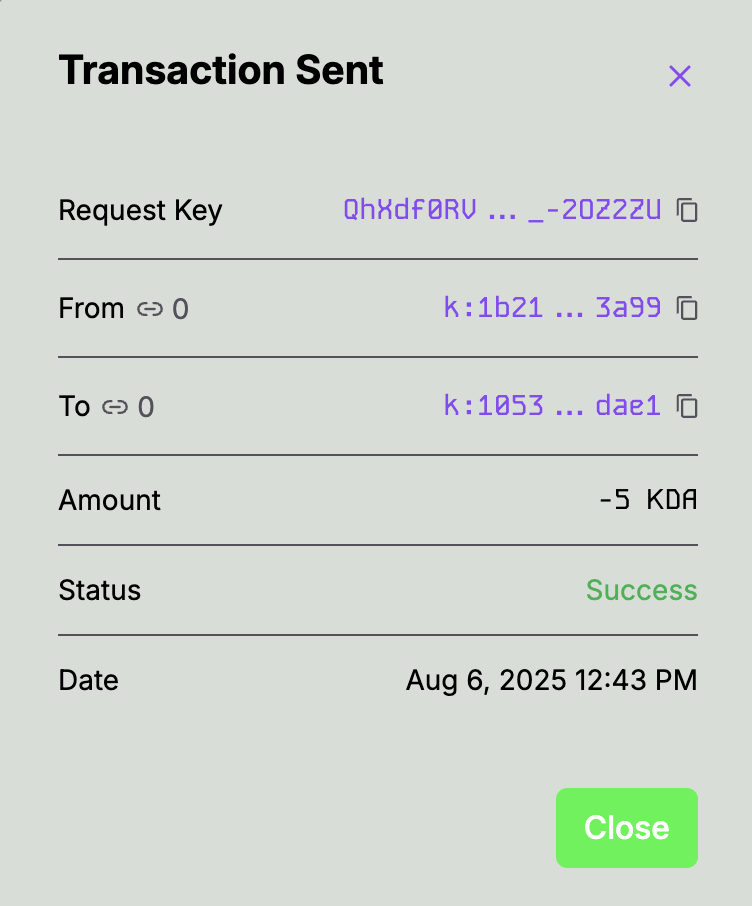 Transaction Sent
Request Key QhXdf0RV ... _-2OZ2ZU
From 0 k:1b21 ... 3a99
To 0 k:1053 ... dae1
Amount -5 KDA
Status Success
Date Aug 6, 2025 12:43 PM
Close